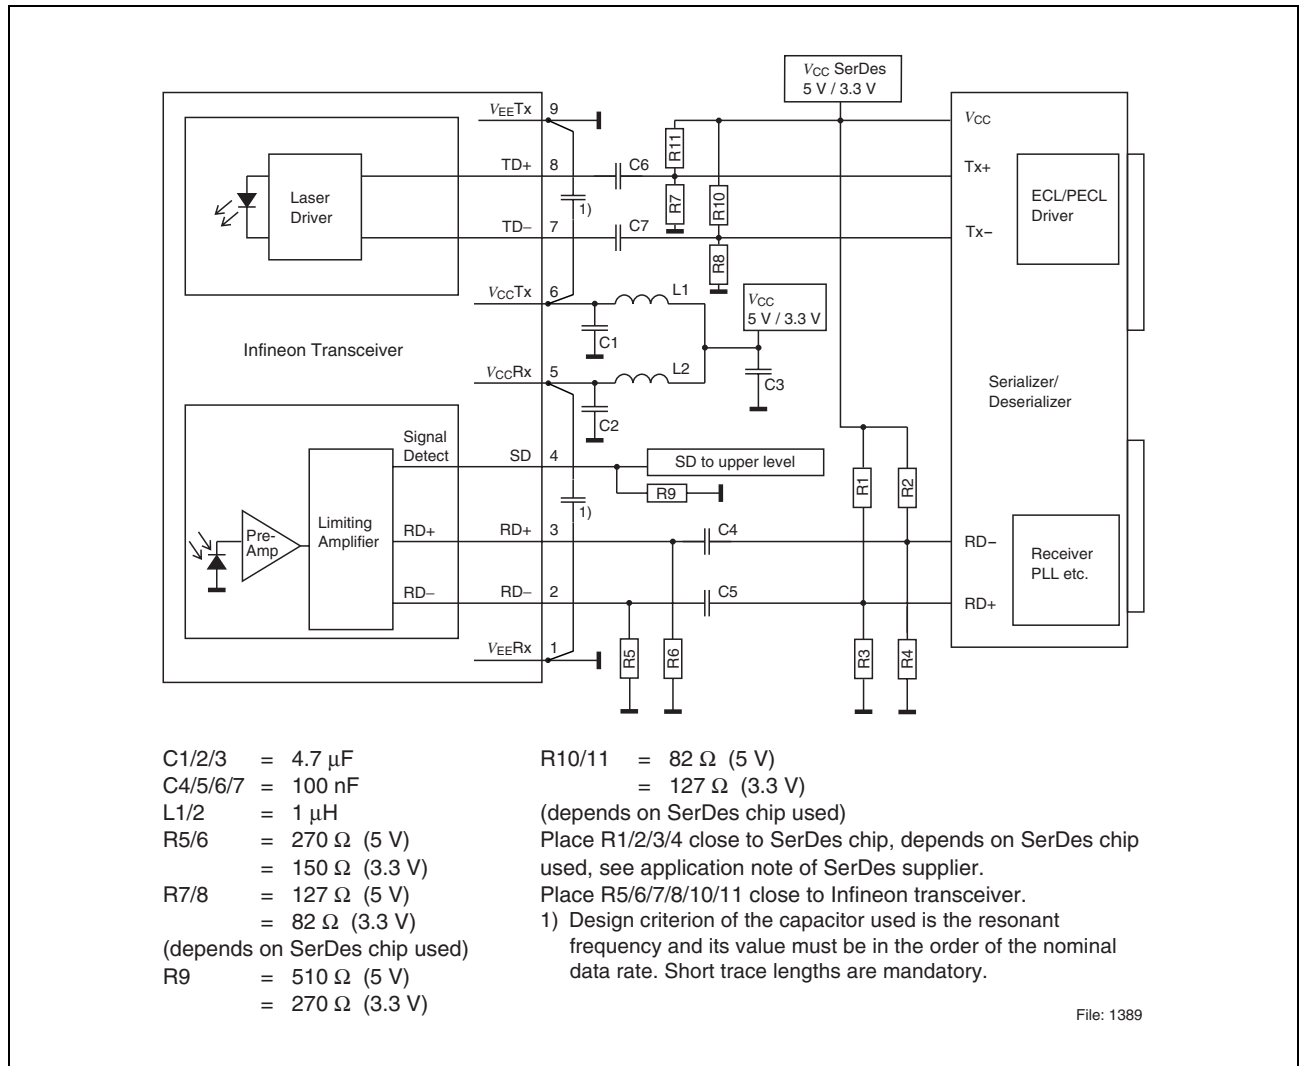 VCC SerDes
5 V / 3.3 V
VEETx
9
VCC
R11
TD+
8
C6
Tx+
Laser
Driver
R7
R10
ECL/PECL
Driver
1)
TD−
7
C7
Tx−
R8
VCCTx
6
L1
VCC
5 V / 3.3 V
C1
Infineon Transceiver
VCCRx
5
L2
C3
Serializer/
Deserializer
C2
Signal
Detect
SD
4
SD to upper level
R9
R1
R2
1)
Pre-
Amp
Limiting
Amplifier
RD+
RD+
3
C4
RD−
Receiver
PLL etc.
RD−
RD−
2
C5
RD+
VEERx
1
R5
R6
R3
R4
C1/2/3 = 4.7 μF
C4/5/6/7 = 100 nF
L1/2 = 1 μH
R5/6 = 270 Ω (5 V)
= 150 Ω (3.3 V)
R7/8 = 127 Ω (5 V)
= 82 Ω (3.3 V)
(depends on SerDes chip used)
R9 = 510 Ω (5 V)
= 270 Ω (3.3 V)
R10/11 = 82 Ω (5 V)
= 127 Ω (3.3 V)
(depends on SerDes chip used)
Place R1/2/3/4 close to SerDes chip, depends on SerDes chip
used, see application note of SerDes supplier.
Place R5/6/7/8/10/11 close to Infineon transceiver.
1) Design criterion of the capacitor used is the resonant
frequency and its value must be in the order of the nominal
data rate. Short trace lengths are mandatory.
File: 1389